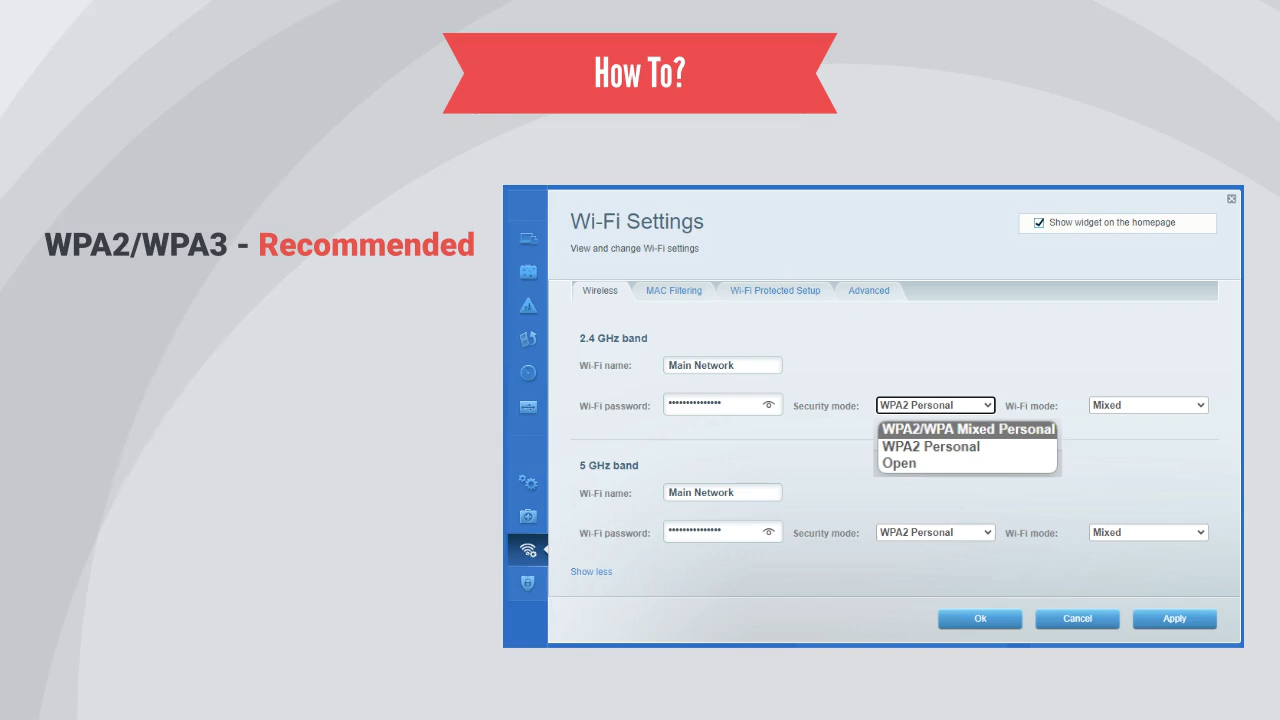 How To?
WPA2/WPA3 - Recommended
Wi-Fi Settings
Show widget on the homepage
View and change Wi-Fi settings
Wireless MAC Filtering Wi-Fi Protected Setup Advanced
2.4 GHz band
Wi-Fi name: Main Network
Wi-Fi password: ••••••••••••••• Security mode: WPA2 Personal Wi-Fi mode: Mixed
WPA2/WPA Mixed Personal
WPA2 Personal
Open
5 GHz band
Wi-Fi name: Main Network
Wi-Fi password: ••••••••••••••• Security mode: WPA2 Personal Wi-Fi mode: Mixed
Show less
Ok Cancel Apply